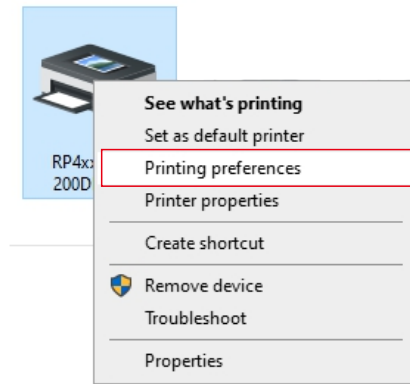 See what's printing
Set as default printer
RP4xx
Printing preferences
200D
Printer properties
Create shortcut
Remove device
Troubleshoot
Properties